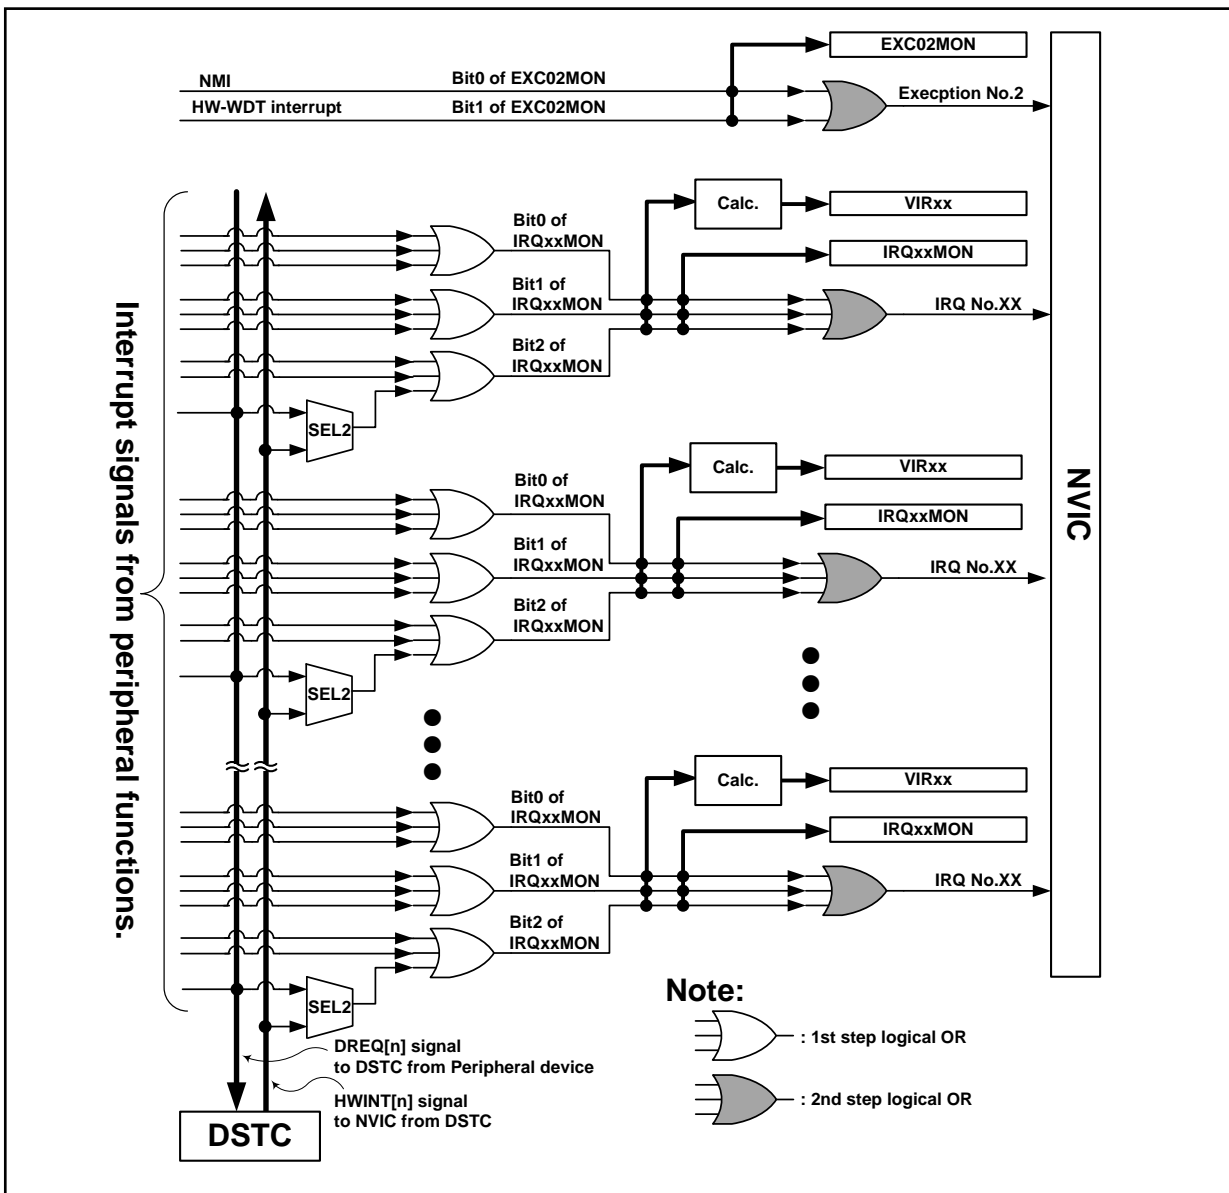 EXC02MON
NMI
Bit0 of EXC02MON
HW-WDT interrupt
Bit1 of EXC02MON
Execption No.2
Interrupt signals from peripheral functions.
NVIC
Calc.
VIRxx
Bit0 of
IRQxxMON
IRQxxMON
Bit1 of
IRQxxMON
IRQ No.XX
Bit2 of
IRQxxMON
SEL2
Calc.
VIRxx
Bit0 of
IRQxxMON
IRQxxMON
Bit1 of
IRQxxMON
IRQ No.XX
Bit2 of
IRQxxMON
SEL2
Calc.
VIRxx
Bit0 of
IRQxxMON
IRQxxMON
Bit1 of
IRQxxMON
IRQ No.XX
Bit2 of
IRQxxMON
SEL2
DREQ[n] signal
to DSTC from Peripheral device
HWINT[n] signal
to NVIC from DSTC
DSTC
Note:
: 1st step logical OR
: 2nd step logical OR